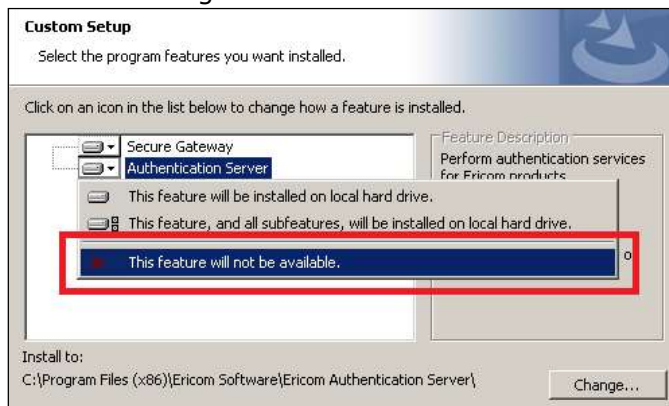 Custom Setup
Select the program features you want installed.
Click on an icon in the list below to change how a feature is installed.
Secure Gateway
Authentication Server
Feature Description
Perform authentication services
for Ericom products
This feature will be installed on local hard drive.
This feature, and all subfeatures, will be installed on local hard drive.
This feature will not be available.
Install to:
C:\Program Files (x86)\Ericom Software\Ericom Authentication Server\
Change...